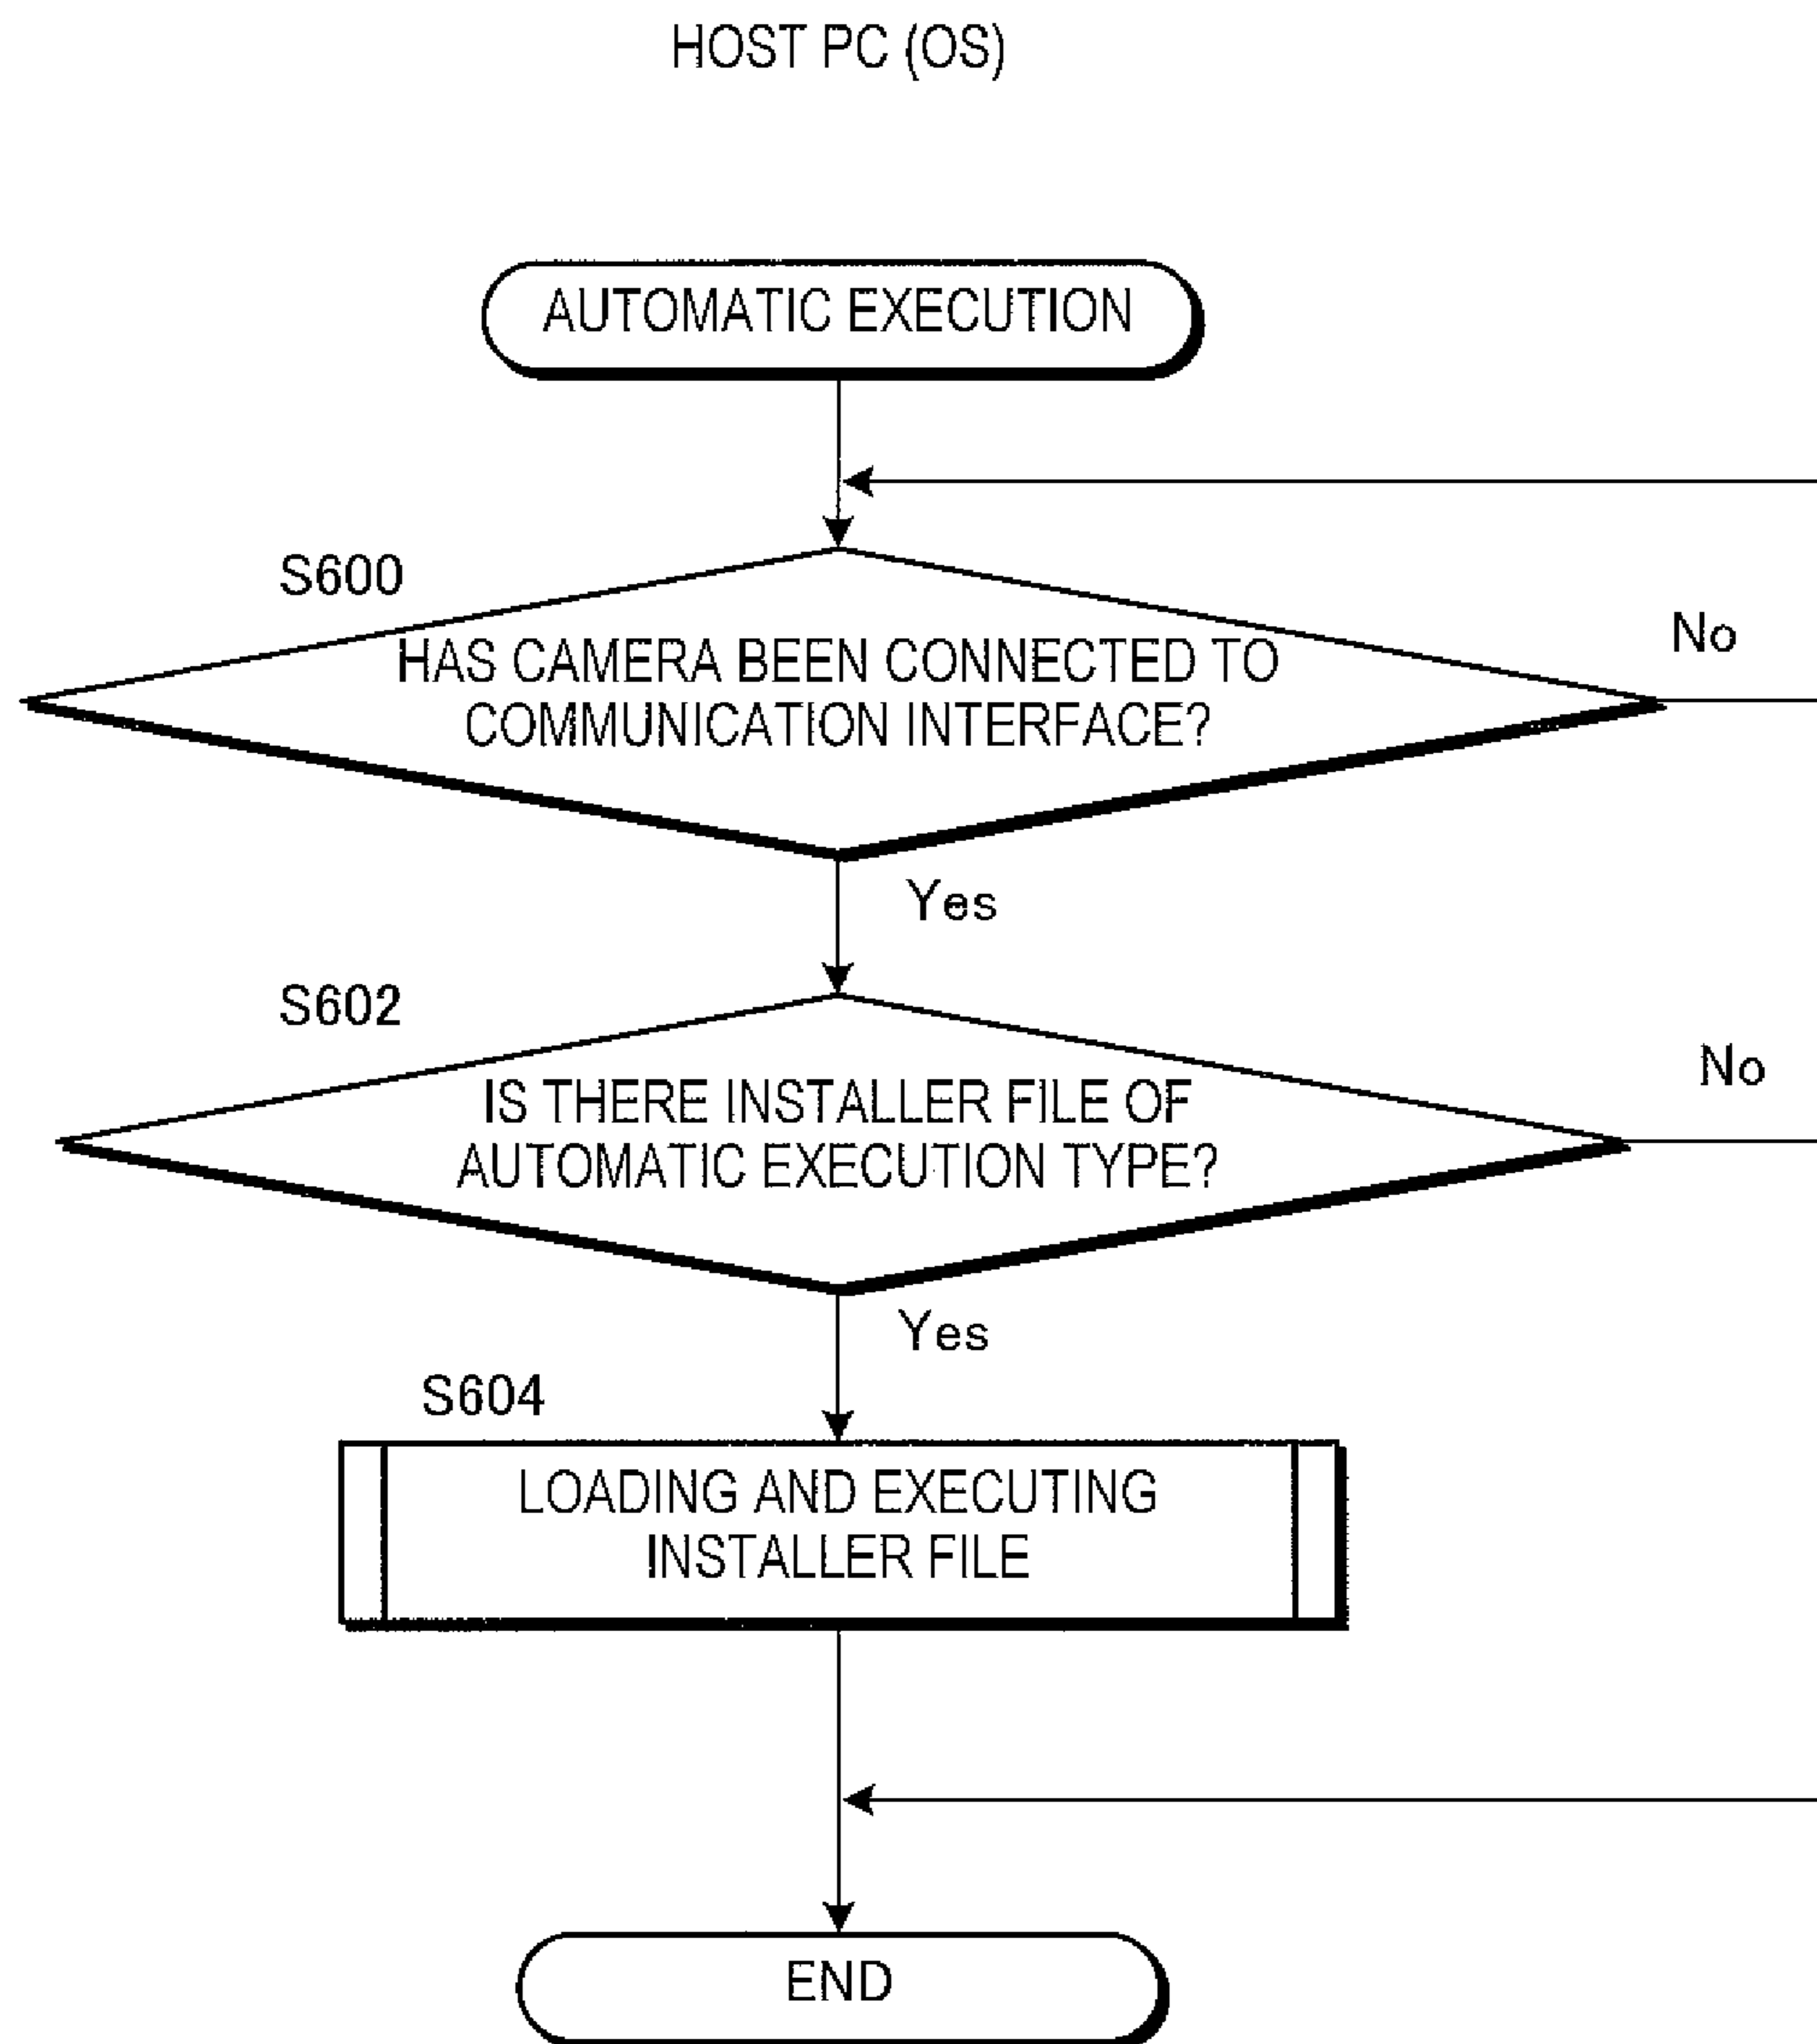 HOST PC (OS)
AUTOMATIC EXECUTION
S600
HAS CAMERA BEEN CONNECTED TO
COMMUNICATION INTERFACE?
No
Yes
S602
IS THERE INSTALLER FILE OF
AUTOMATIC EXECUTION TYPE?
No
Yes
S604
LOADING AND EXECUTING
INSTALLER FILE
END